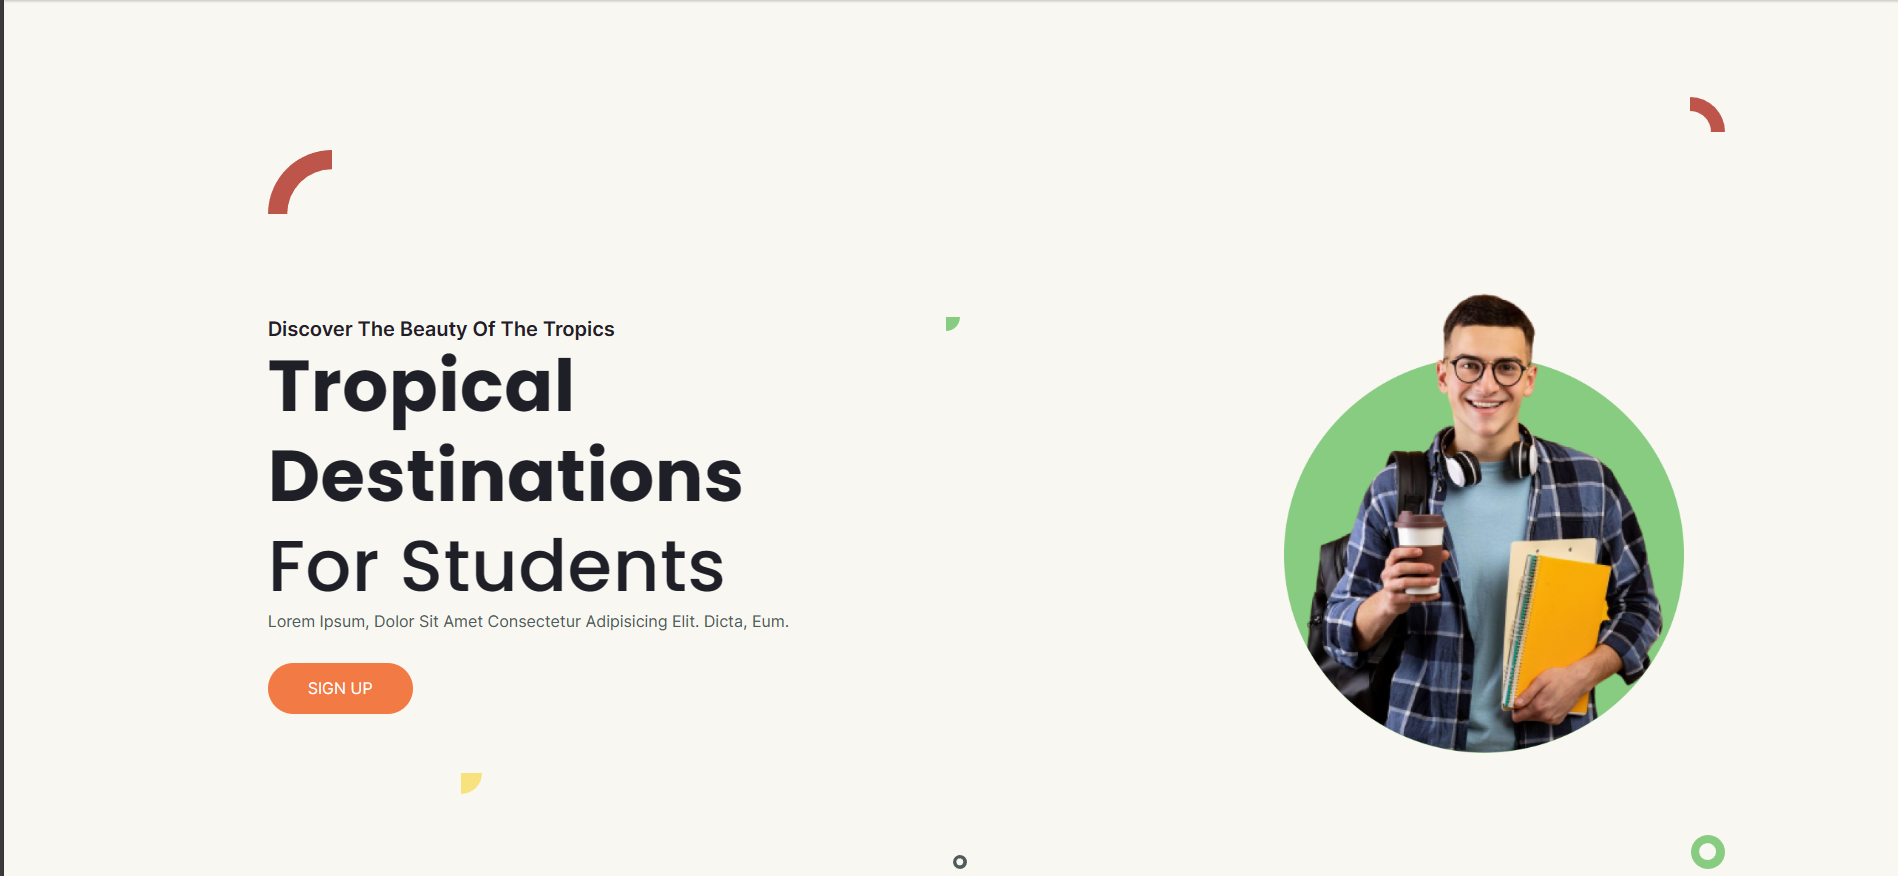 Discover The Beauty Of The Tropics
Tropical
Destinations
For Students
Lorem Ipsum, Dolor Sit Amet Consectetur Adipisicing Elit. Dicta, Eum.
SIGN UP